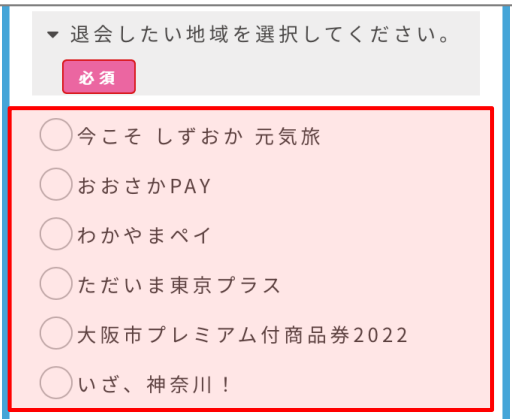 退会したい地域を選択してください。
必須
今こそ しずおか 元気旅
おおさかPAY
わかやまペイ
ただいま東京プラス
大阪市プレミアム付商品券2022
いざ、神奈川！